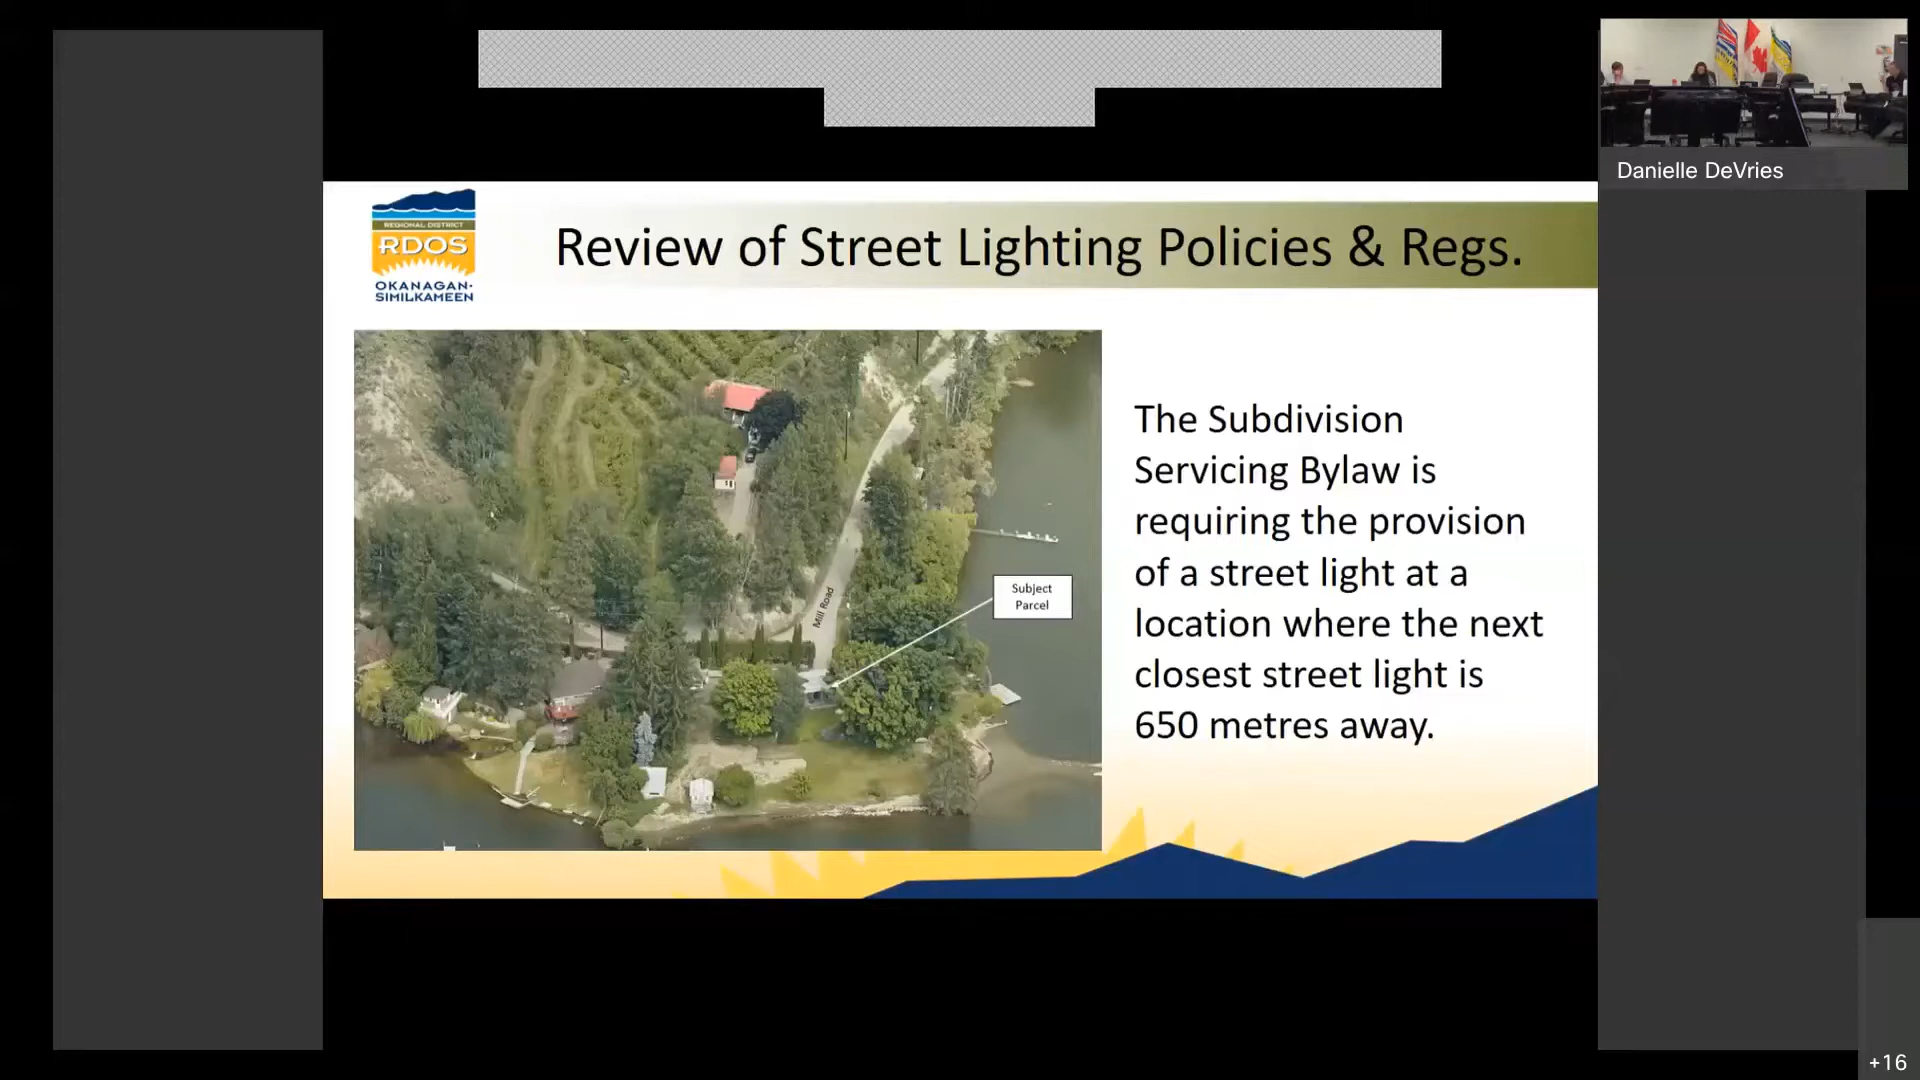 Danielle DeVries
REGIONAL DISTRICT
RDOS
OKANAGAN-
SIMILKAMEEN
Review of Street Lighting Policies & Regs.
Mill Road
Subject
Parcel
The Subdivision
Servicing Bylaw is
requiring the provision
of a street light at a
location where the next
closest street light is
650 metres away.
+16